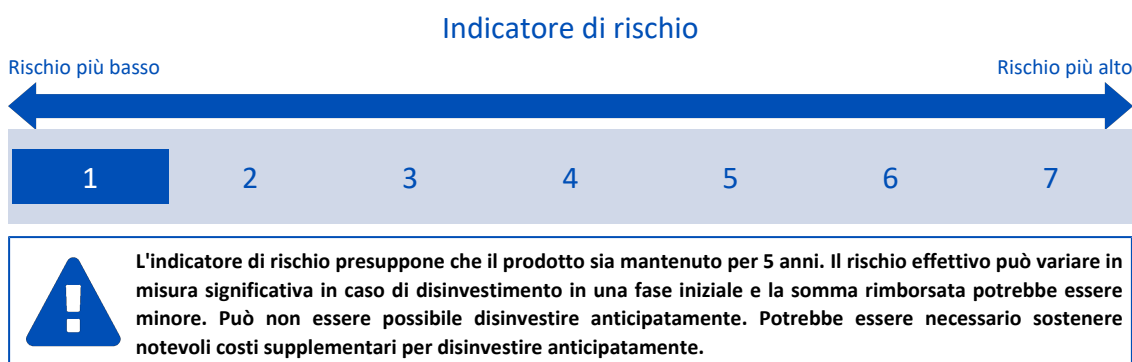 Indicatore di rischio
Rischio più basso Rischio più alto
1 2 3 4 5 6 7
L'indicatore di rischio presuppone che il prodotto sia mantenuto per 5 anni. Il rischio effettivo può variare in
misura significativa in caso di disinvestimento in una fase iniziale e la somma rimborsata potrebbe essere
minore. Può non essere possibile disinvestire anticipatamente. Potrebbe essere necessario sostenere
notevoli costi supplementari per disinvestire anticipatamente.